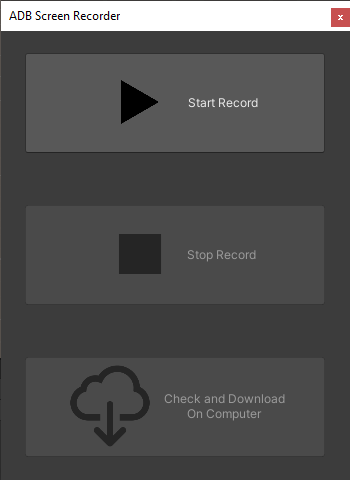 ADB Screen Recorder
x
Start Record
Stop Record
Check and Download
On Computer